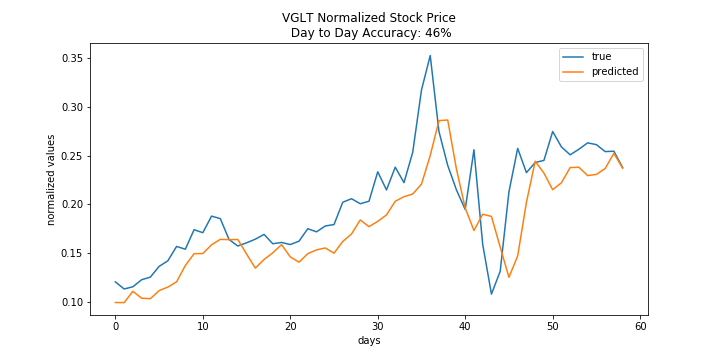 VGLT Normalized Stock Price
Day to Day Accuracy: 46%
true
predicted
normalized values
0.35
0.30
0.25
0.20
0.15
0.10
0
10
20
30
40
50
60
days